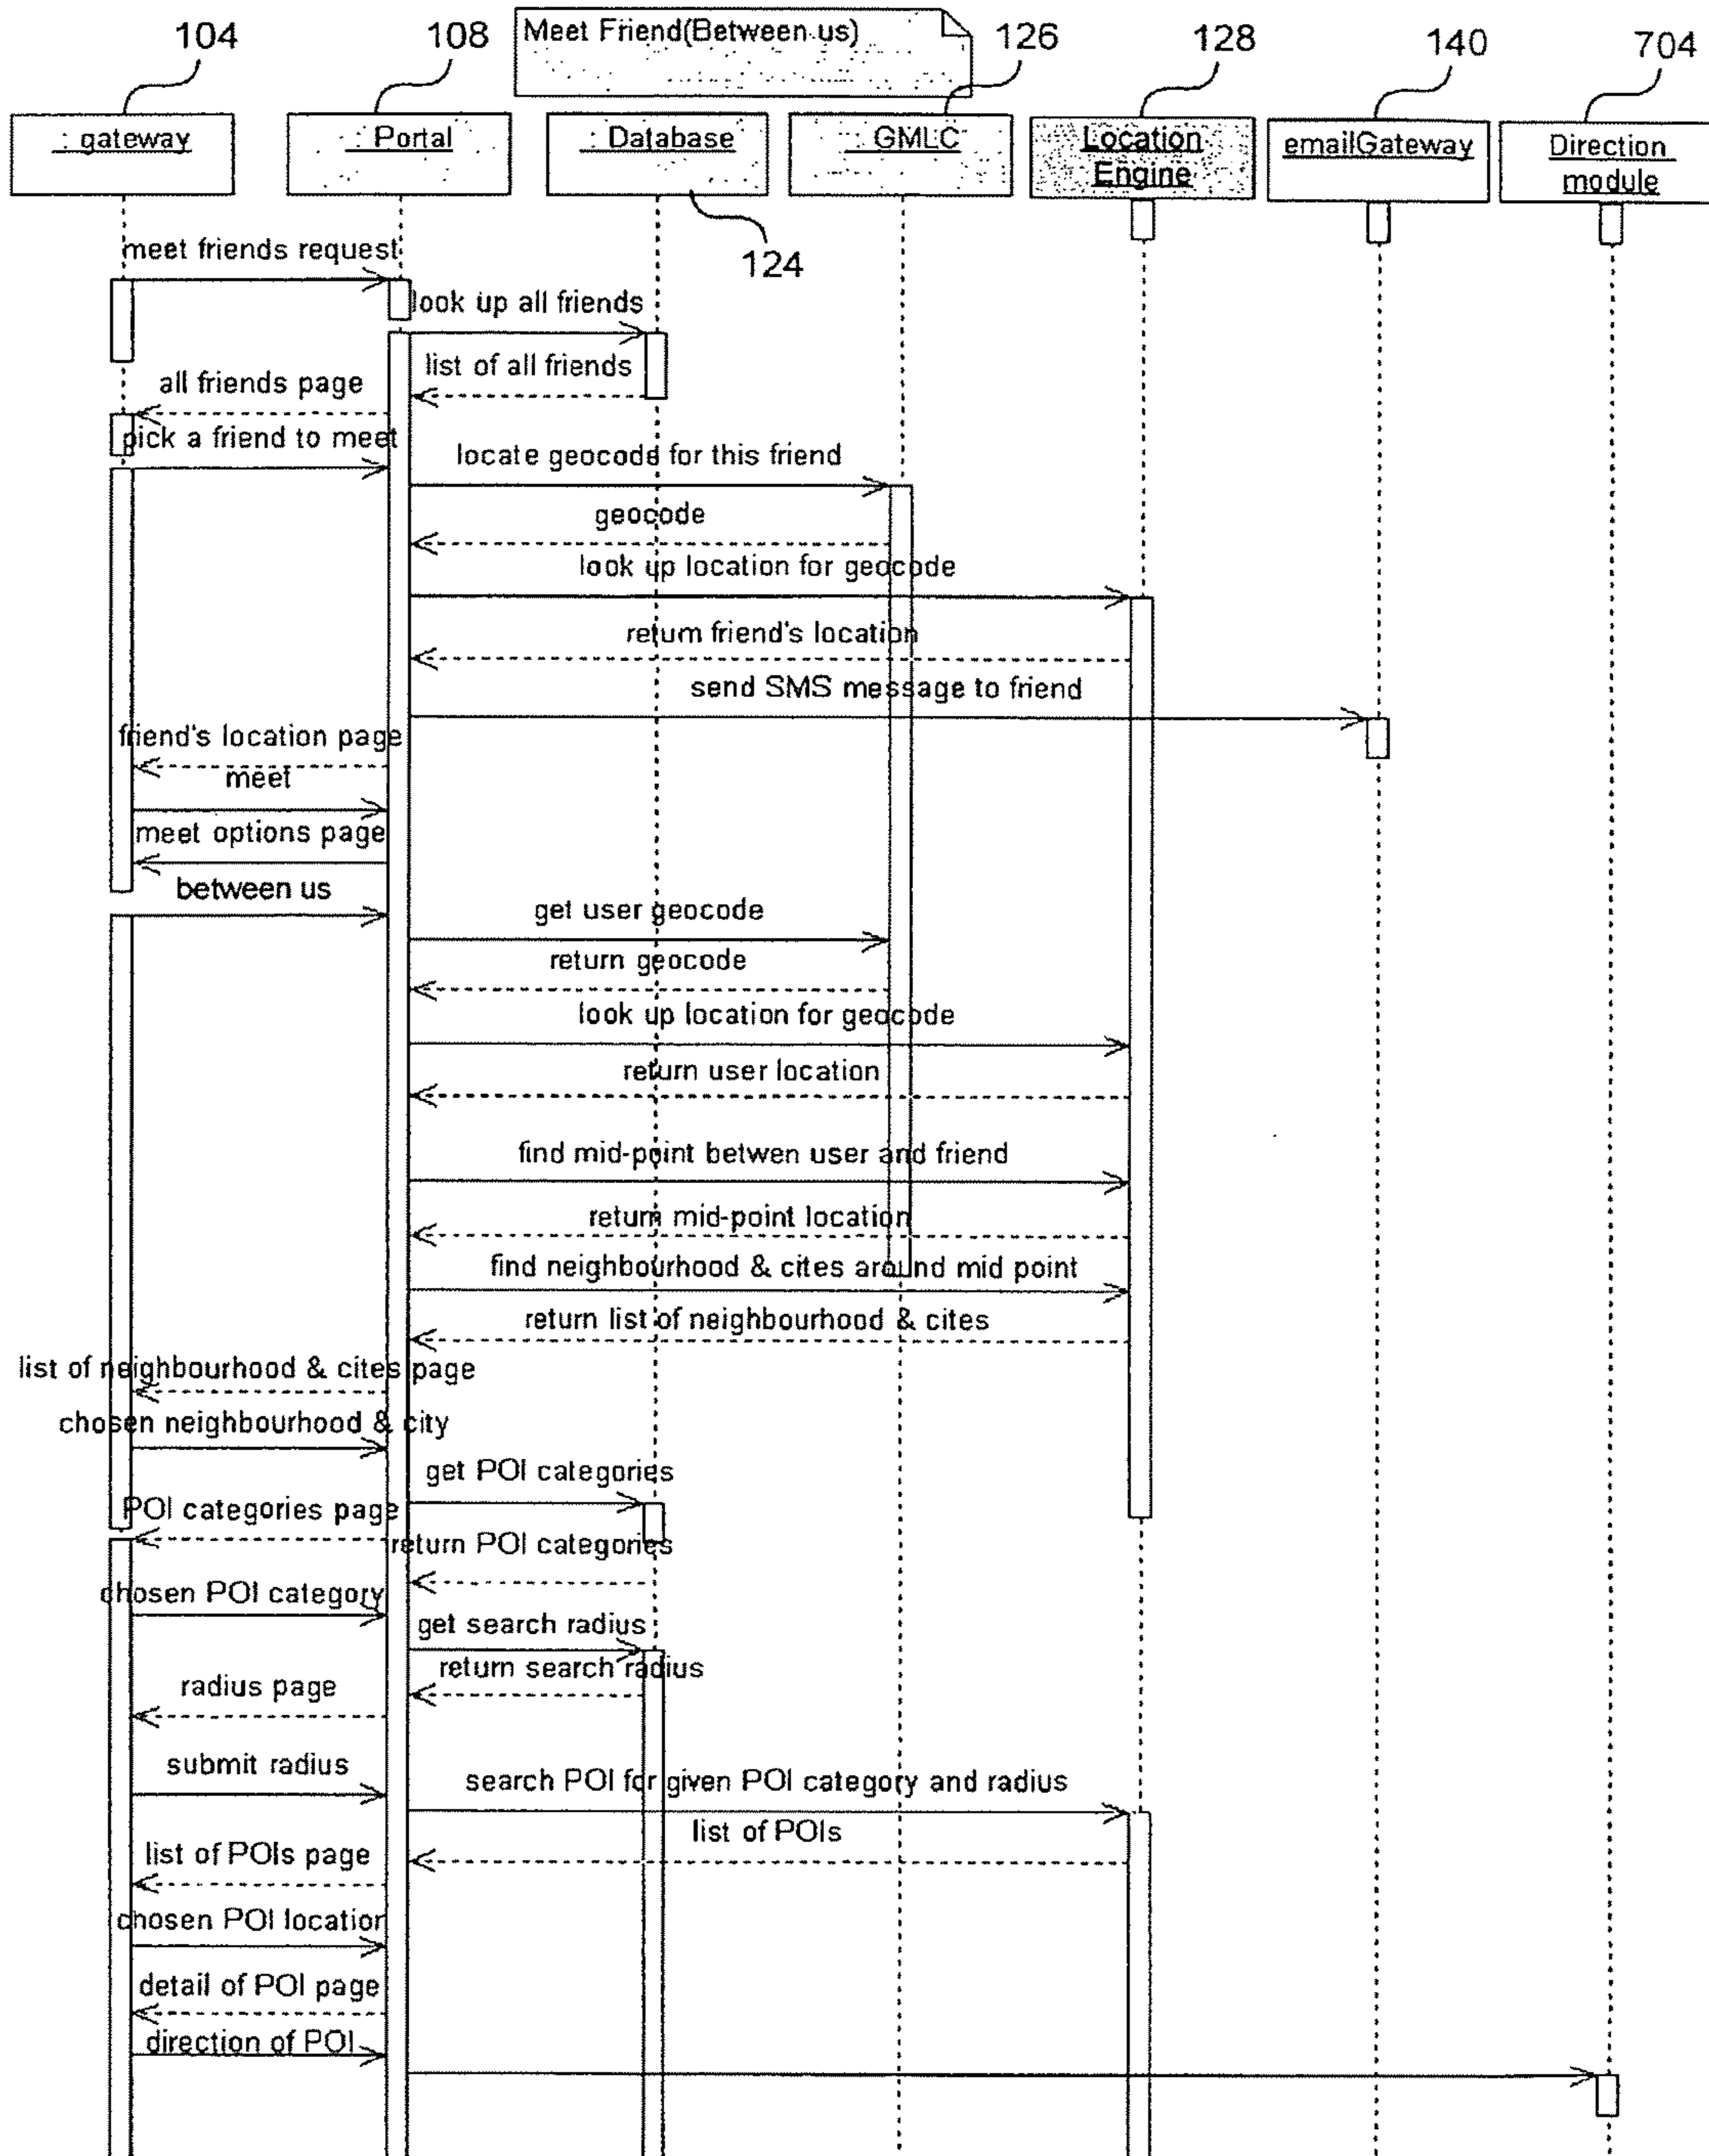 Meet Friend(Between us)
104
108
126
128
140
704
: gateway
: Portal
: Database
: GMLC
Location
Engine
emailGateway
Direction
module
124
meet friends request
look up all friends
list of all friends
all friends page
pick a friend to meet
locate geocode for this friend
geocode
look up location for geocode
return friend's location
send SMS message to friend
friend's location page
meet
meet options page
between us
get user geocode
return geocode
look up location for geocode
return user location
find mid-point betwen user and friend
return mid-point location
find neighbourhood & cites around mid point
return list of neighbourhood & cites
list of neighbourhood & cites page
chosen neighbourhood & city
get POI categories
POI categories page
return POI categories
chosen POI category
get search radius
return search radius
radius page
submit radius
search POI for given POI category and radius
list of POIs
list of POIs page
chosen POI location
detail of POI page
direction of POI